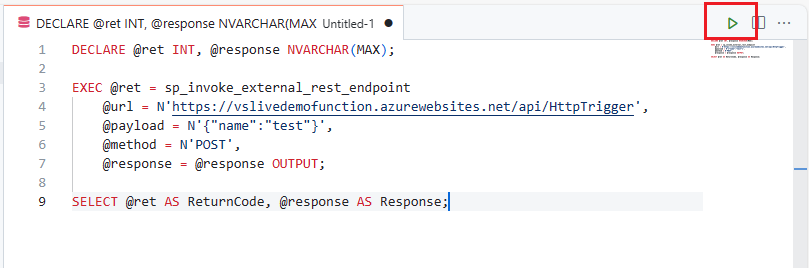 DECLARE @ret INT, @response NVARCHAR(MAX Untitled-1
1 DECLARE @ret INT, @response NVARCHAR(MAX);
2
3 EXEC @ret = sp_invoke_external_rest_endpoint
4 @url = N'https://vslivedemofunction.azurewebsites.net/api/HttpTrigger',
5 @payload = N'{"name":"test"}',
6 @method = N'POST',
7 @response = @response OUTPUT;
8
9 SELECT @ret AS ReturnCode, @response AS Response;